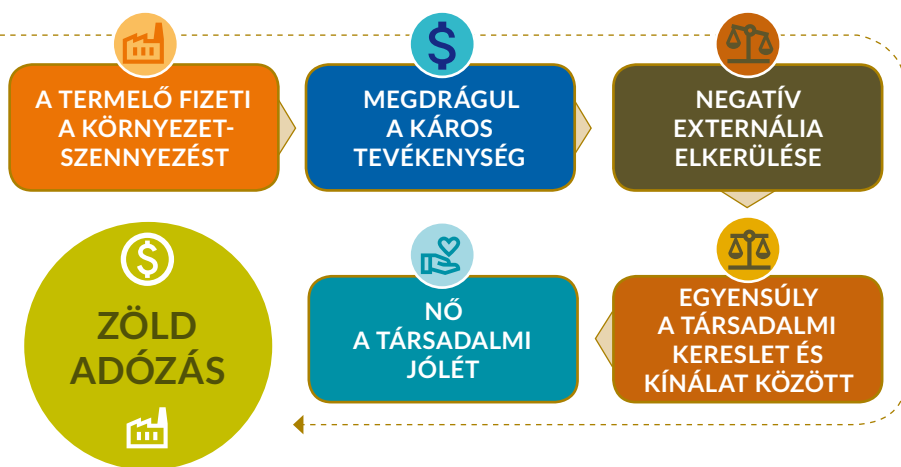 A TERMELŐ FIZETI
A KÖRNYEZET-
SZENNYEZÉST
MEGDRÁGUL
A KÁROS
TEVÉKENYSÉG
NEGATÍV
EXTERNÁLIA
ELKERÜLÉSE
EGYENSÚLY
A TÁRSADALMI
KERESLET ÉS
KÍNÁLAT KÖZÖTT
NŐ
A TÁRSADALMI
JÓLÉT
ZÖLD
ADÓZÁS